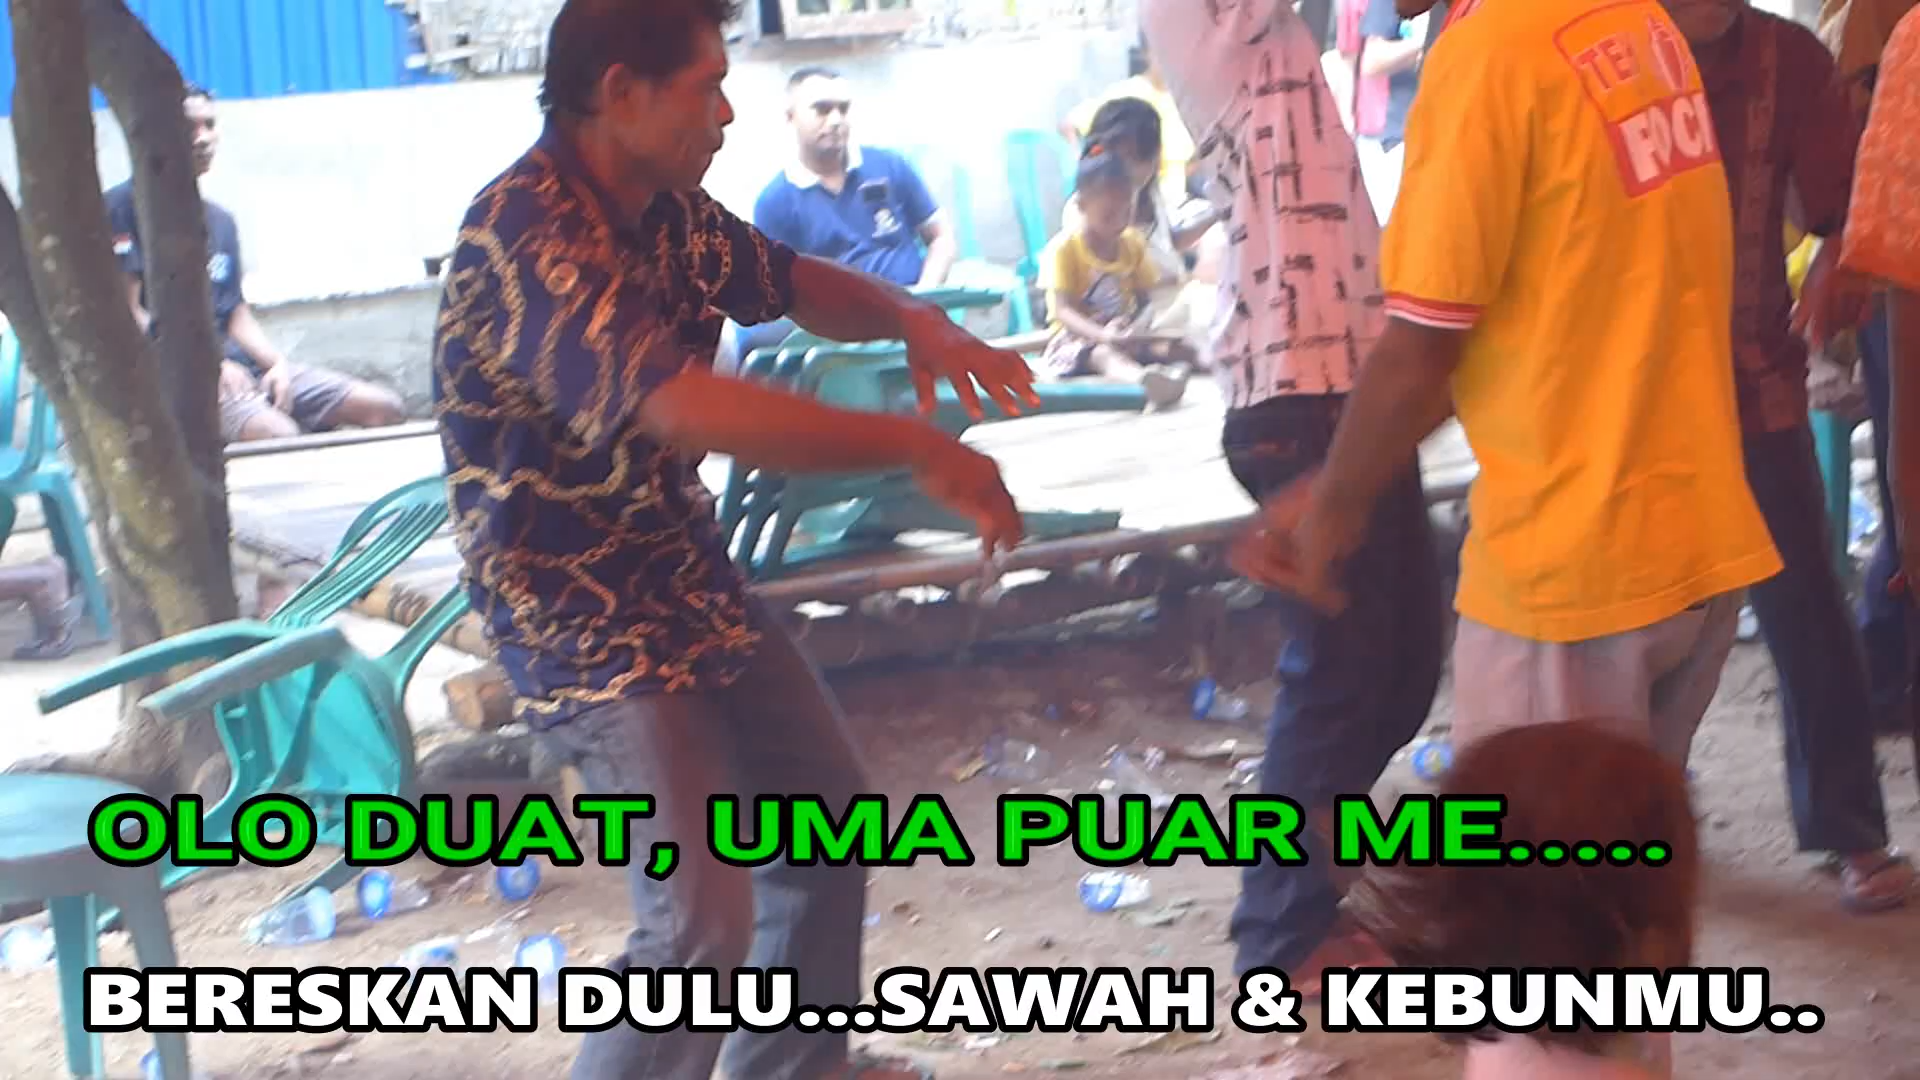 OLO DUAT, UMA PUAR ME.....
BERESKAN DULU...SAWAH & KEBUNMU..